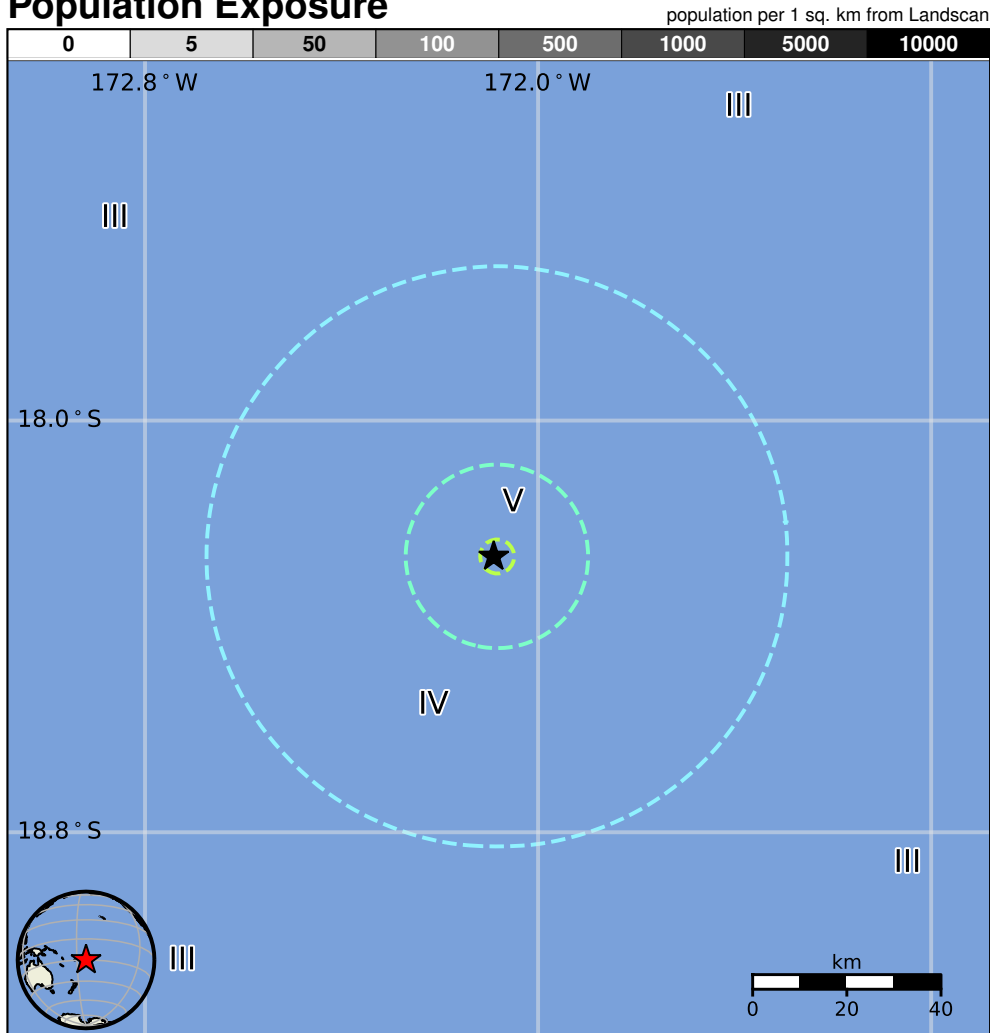 Population Exposure
population per 1 sq. km from Landscan
0 5 50 100 500 1000 5000 10000
172.8°W 172.0°W
III
III
18.0°S
V
IV
18.8°S
III
III
km
0 20 40